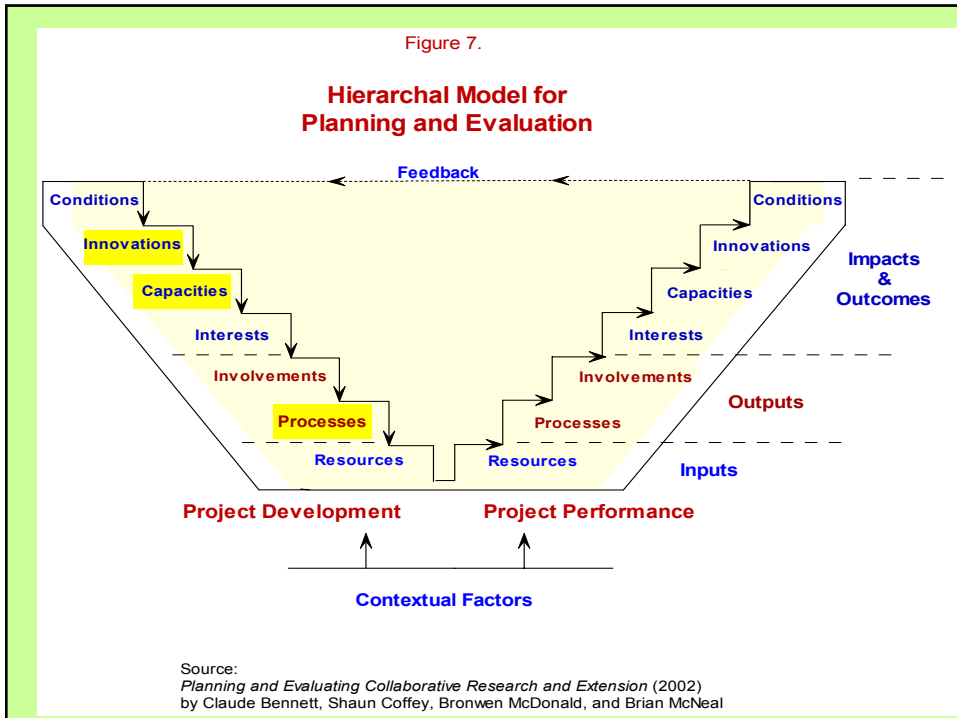 Figure 7.
Hierarchal Model for
Planning and Evaluation
Feedback
Conditions
Conditions
Innovations
Innovations
Capacities
Capacities
Impacts
&
Outcomes
Interests
Interests
Involvements
Involvements
Outputs
Processes
Processes
Resources
Resources
Inputs
Project Development
Project Performance
Contextual Factors
Source:
Planning and Evaluating Collaborative Research and Extension (2002)
by Claude Bennett, Shaun Coffey, Bronwen McDonald, and Brian McNeal